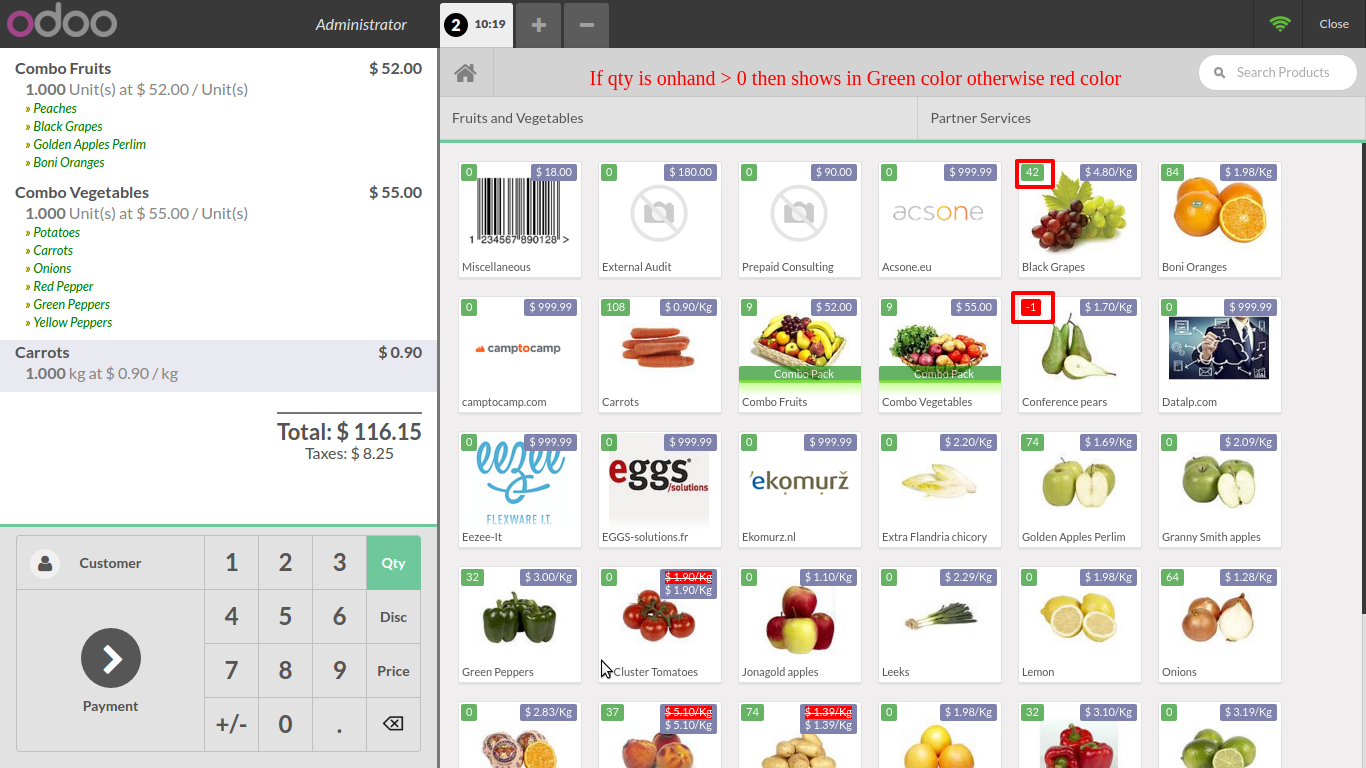 odoo
Administrator
2 10:19 + −
Close
Combo Fruits $ 52.00
1.000 Unit(s) at $ 52.00 / Unit(s)
» Peaches
» Black Grapes
» Golden Apples Perlim
» Boni Oranges
Combo Vegetables $ 55.00
1.000 Unit(s) at $ 55.00 / Unit(s)
» Potatoes
» Carrots
» Onions
» Red Pepper
» Green Peppers
» Yellow Peppers
Carrots $ 0.90
1.000 kg at $ 0.90 / kg
Total: $ 116.15
Taxes: $ 8.25
Customer 1 2 3 Qty
4 5 6 Disc
7 8 9 Price
Payment
+/- 0 .
If qty is onhand > 0 then shows in Green color otherwise red color
Search Products
Fruits and Vegetables Partner Services
0 $ 18.00 0 $ 180.00 0 $ 90.00 0 $ 999.99 42 $ 4.80/Kg 84 $ 1.98/Kg
acsone
1 234567 890128 >
Miscellaneous External Audit Prepaid Consulting Acsone.eu Black Grapes Boni Oranges
0 $ 999.99 108 $ 0.90/Kg 9 $ 52.00 9 $ 55.00 -1 $ 1.70/Kg 0 $ 999.99
camptocamp
Combo Pack Combo Pack
camptocamp.com Carrots Combo Fruits Combo Vegetables Conference pears Datalp.com
0 $ 999.99 0 $ 999.99 0 $ 999.99 0 $ 2.20/Kg 74 $ 1.69/Kg 0 $ 2.09/Kg
eezee
FLEXWARE I.T.
eggs
/solutions
ekomurž
Eezee-It EGGS-solutions.fr Ekomurz.nl Extra Flandria chicory Golden Apples Perlim Granny Smith apples
32 $ 3.00/Kg 0 $ 1.90/Kg 0 $ 1.10/Kg 0 $ 2.29/Kg 0 $ 1.98/Kg 64 $ 1.28/Kg
$ 1.90/Kg
Green Peppers Cluster Tomatoes Jonagold apples Leeks Lemon Onions
0 $ 2.83/Kg 37 $ 5.10/Kg 74 $ 1.39/Kg 0 $ 1.98/Kg 32 $ 3.10/Kg 0 $ 3.19/Kg
$ 5.10/Kg $ 1.39/Kg